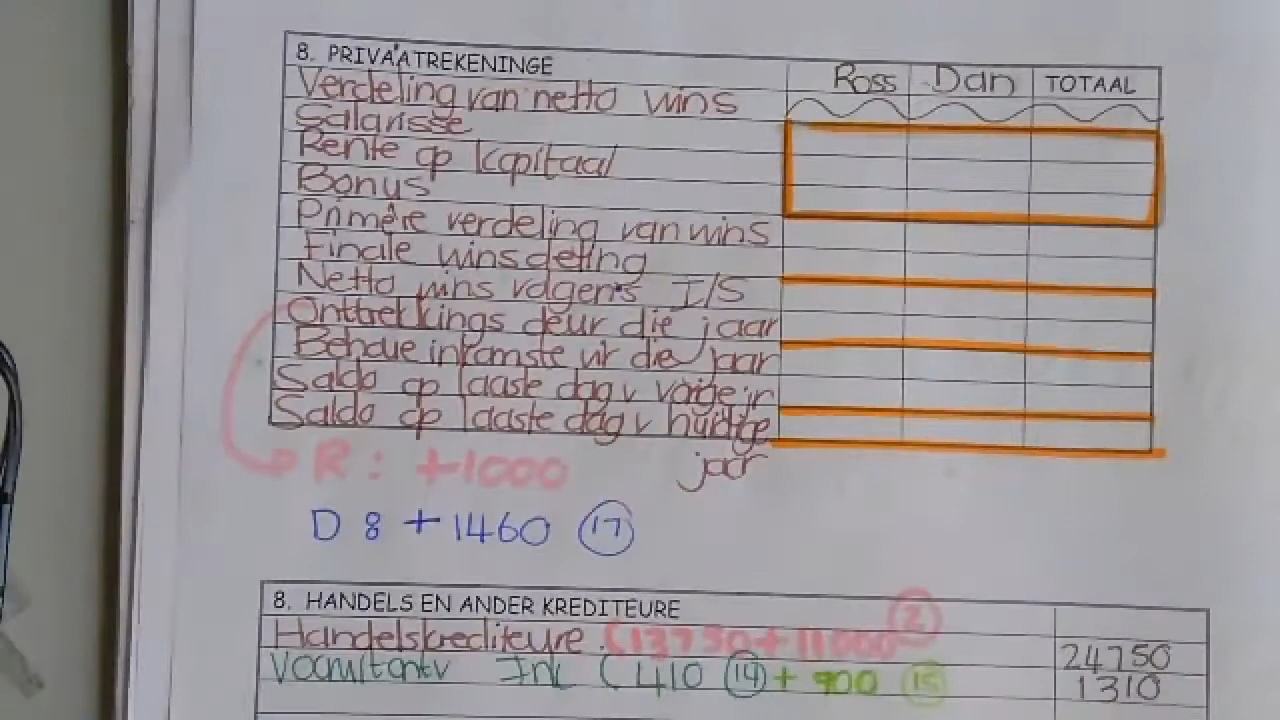 8. PRIVAATREKENINGE Ross Dan TOTAAL
Verdeling van netto wins
Salarisse
Rente op kapitaal
Bonus
Primêre verdeling van wins
Finale winsdeling
Netto wins volgens I/S
Onttrekkings deur die jaar
Behoue inkomste vir die jaar
Saldo op laaste dag v vorige jr
Saldo op laaste dag v huidige jaar
R: +1000
D 8 + 1460 17
8. HANDELS EN ANDER KREDITEURE
Handelskrediteure (13750 + 11000 2 24750
Vooruitontv Ink (410 14 + 900 15 1310